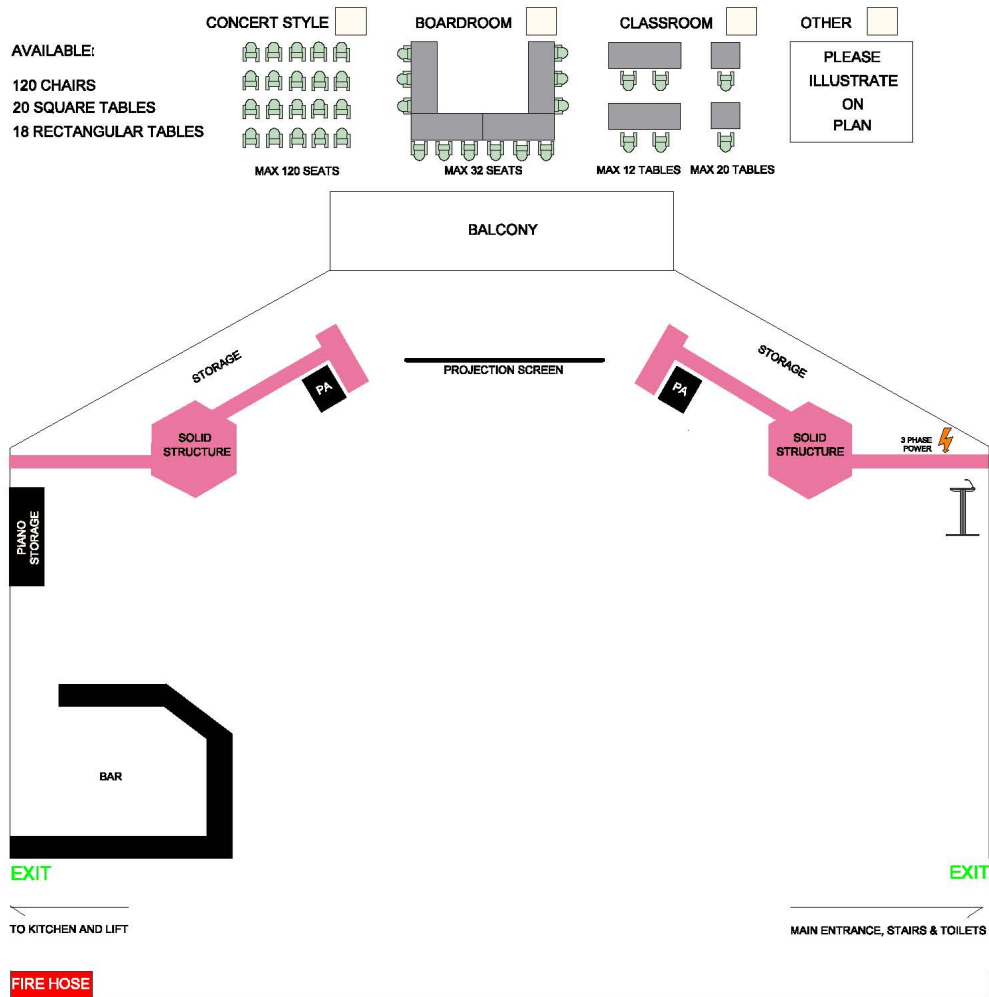 CONCERT STYLE
BOARDROOM
CLASSROOM
OTHER
AVAILABLE:
120 CHAIRS
20 SQUARE TABLES
18 RECTANGULAR TABLES
PLEASE
ILLUSTRATE
ON
PLAN
MAX 120 SEATS
MAX 32 SEATS
MAX 12 TABLES
MAX 20 TABLES
BALCONY
STORAGE
STORAGE
PROJECTION SCREEN
PA
PA
SOLID
STRUCTURE
SOLID
STRUCTURE
3 PHASE
POWER
PIANO
STORAGE
BAR
EXIT
EXIT
TO KITCHEN AND LIFT
MAIN ENTRANCE, STAIRS & TOILETS
FIRE HOSE